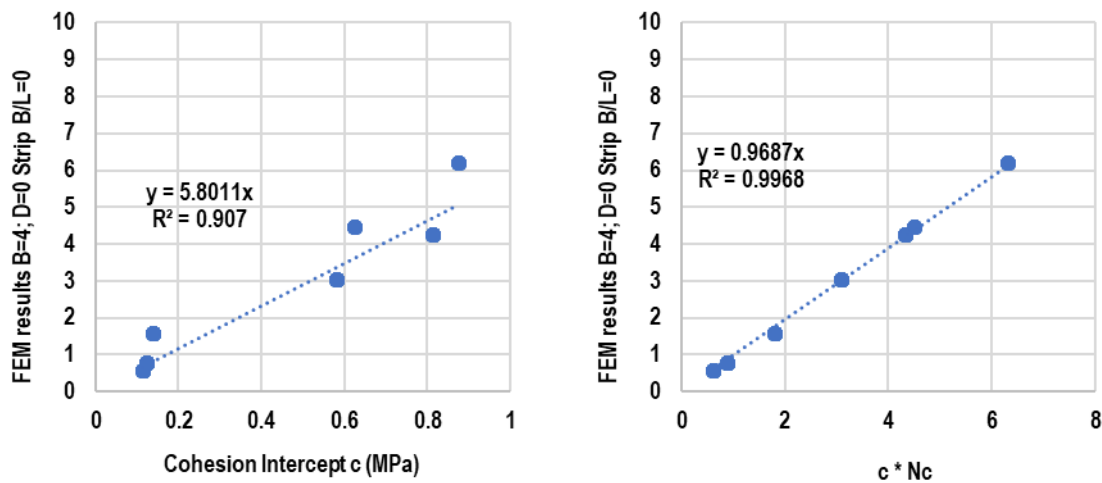 FEM results B=4; D=0 Strip B/L=0
10
9
8
7
6
5
4
3
2
1
0
y = 5.8011x
R² = 0.907
0 0.2 0.4 0.6 0.8 1
Cohesion Intercept c (MPa)
FEM results B=4; D=0 Strip B/L=0
10
9
8
7
6
5
4
3
2
1
0
y = 0.9687x
R² = 0.9968
0 2 4 6 8
c * Nc